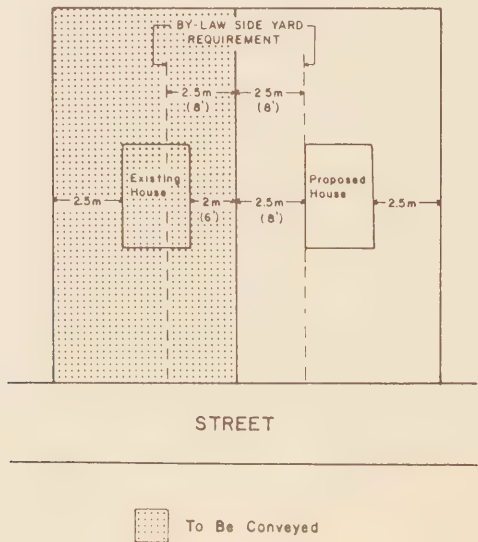 BY-LAW SIDE YARD
REQUIREMENT
2.5m 2.5m
(8') (8')
Existing
House
Proposed
House
2.5m 2m 2.5m 2.5m
(6') (8')
STREET
To Be Conveyed